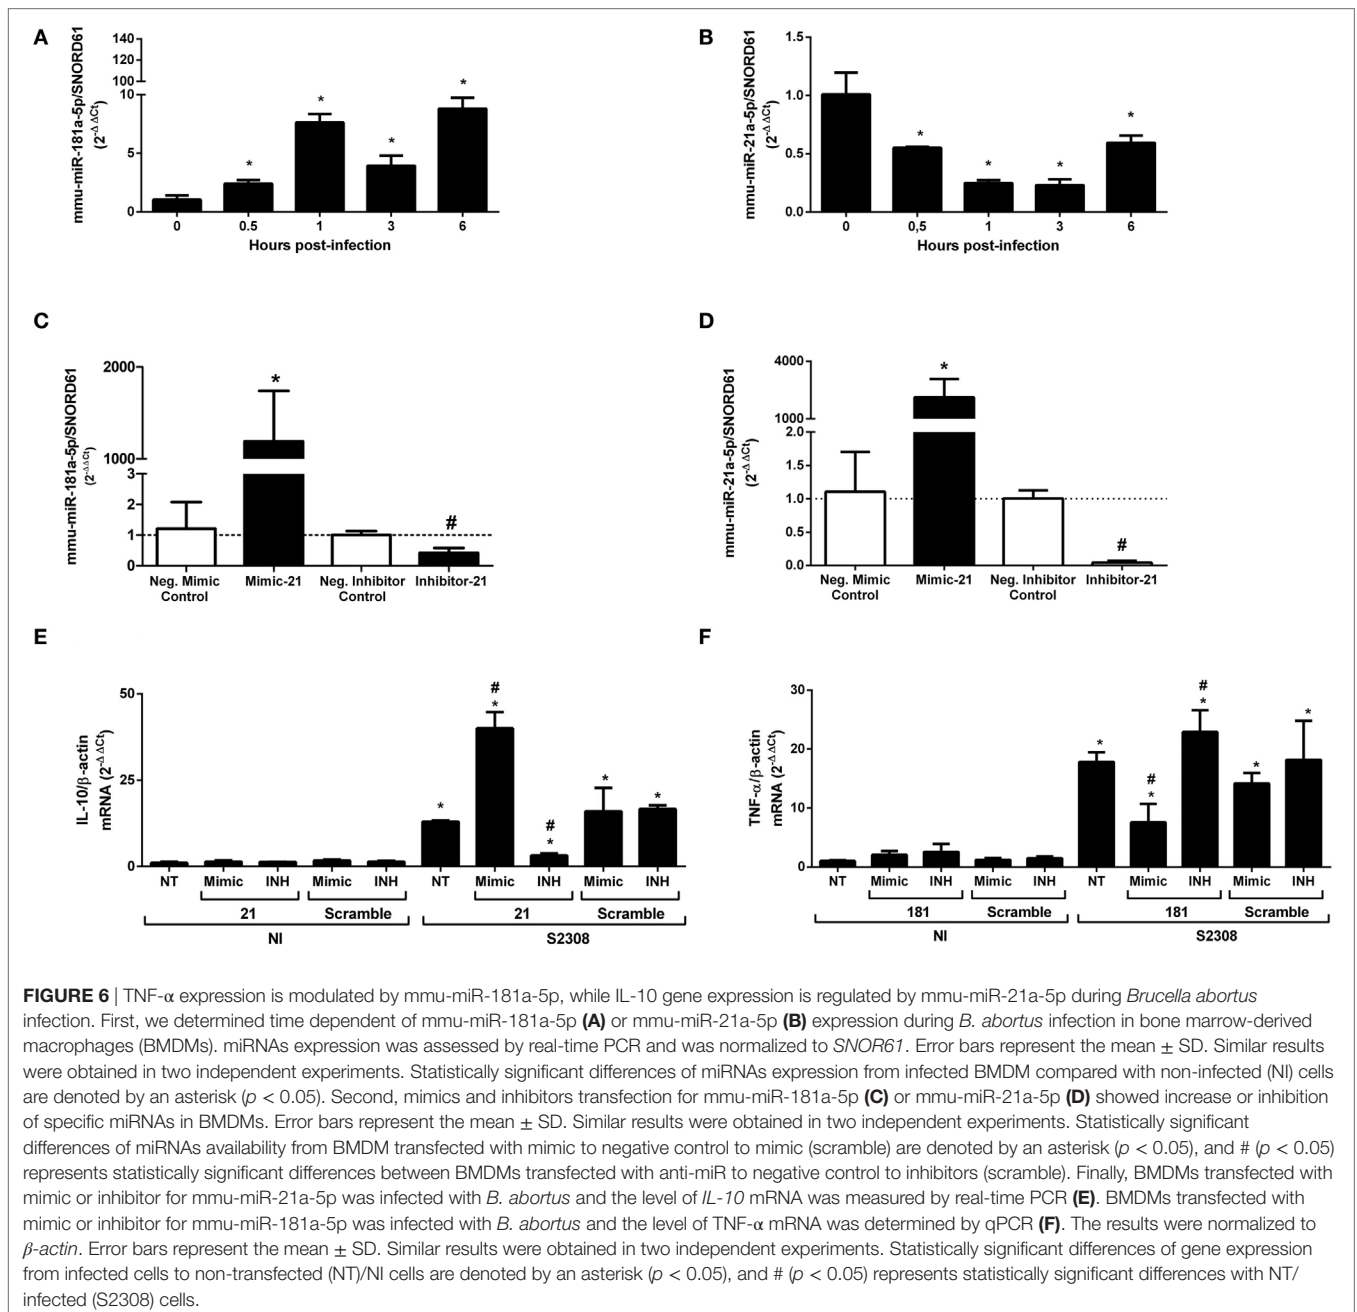 A
mmu-miR-181a-5p/SNORD61
(2-Δ ΔCt)
140
120
100
10
5
0
*
*
*
*
0
0.5
1
3
6
Hours post-infection
B
mmu-miR-21a-5p/SNORD61
(2-Δ ΔCt)
1.5
1.0
0.5
0.0
*
*
*
*
0
0,5
1
3
6
Hours post-infection
C
mmu-miR-181a-5p/SNORD61
(2-Δ ΔCt)
2000
1000
3
2
1
0
*
#
Neg. Mimic
Control
Mimic-21
Neg. Inhibitor
Control
Inhibitor-21
D
mmu-miR-21a-5p/SNORD61
(2-Δ ΔCt)
4000
1000
2.0
1.5
1.0
0.5
0.0
*
#
Neg. Mimic
Control
Mimic-21
Neg. Inhibitor
Control
Inhibitor-21
E
IL-10/β-actin
mRNA (2-Δ ΔCt)
50
25
0
*
#
*
#
*
*
*
NT Mimic INH Mimic INH NT Mimic INH Mimic INH
21 Scramble 21 Scramble
NI S2308
F
TNF-α/β-actin
mRNA (2-Δ ΔCt)
30
20
10
0
*
#
*
#
*
*
*
NT Mimic INH Mimic INH NT Mimic INH Mimic INH
181 Scramble 181 Scramble
NI S2308
FIGURE 6 | TNF-α expression is modulated by mmu-miR-181a-5p, while IL-10 gene expression is regulated by mmu-miR-21a-5p during Brucella abortus
infection. First, we determined time dependent of mmu-miR-181a-5p (A) or mmu-miR-21a-5p (B) expression during B. abortus infection in bone marrow-derived
macrophages (BMDMs). miRNAs expression was assessed by real-time PCR and was normalized to SNOR61. Error bars represent the mean ± SD. Similar results
were obtained in two independent experiments. Statistically significant differences of miRNAs expression from infected BMDM compared with non-infected (NI) cells
are denoted by an asterisk (p < 0.05). Second, mimics and inhibitors transfection for mmu-miR-181a-5p (C) or mmu-miR-21a-5p (D) showed increase or inhibition
of specific miRNAs in BMDMs. Error bars represent the mean ± SD. Similar results were obtained in two independent experiments. Statistically significant
differences of miRNAs availability from BMDM transfected with mimic to negative control to mimic (scramble) are denoted by an asterisk (p < 0.05), and # (p < 0.05)
represents statistically significant differences between BMDMs transfected with anti-miR to negative control to inhibitors (scramble). Finally, BMDMs transfected with
mimic or inhibitor for mmu-miR-21a-5p was infected with B. abortus and the level of IL-10 mRNA was measured by real-time PCR (E). BMDMs transfected with
mimic or inhibitor for mmu-miR-181a-5p was infected with B. abortus and the level of TNF-α mRNA was determined by qPCR (F). The results were normalized to
β-actin. Error bars represent the mean ± SD. Similar results were obtained in two independent experiments. Statistically significant differences of gene expression
from infected cells to non-transfected (NT)/NI cells are denoted by an asterisk (p < 0.05), and # (p < 0.05) represents statistically significant differences with NT/
infected (S2308) cells.